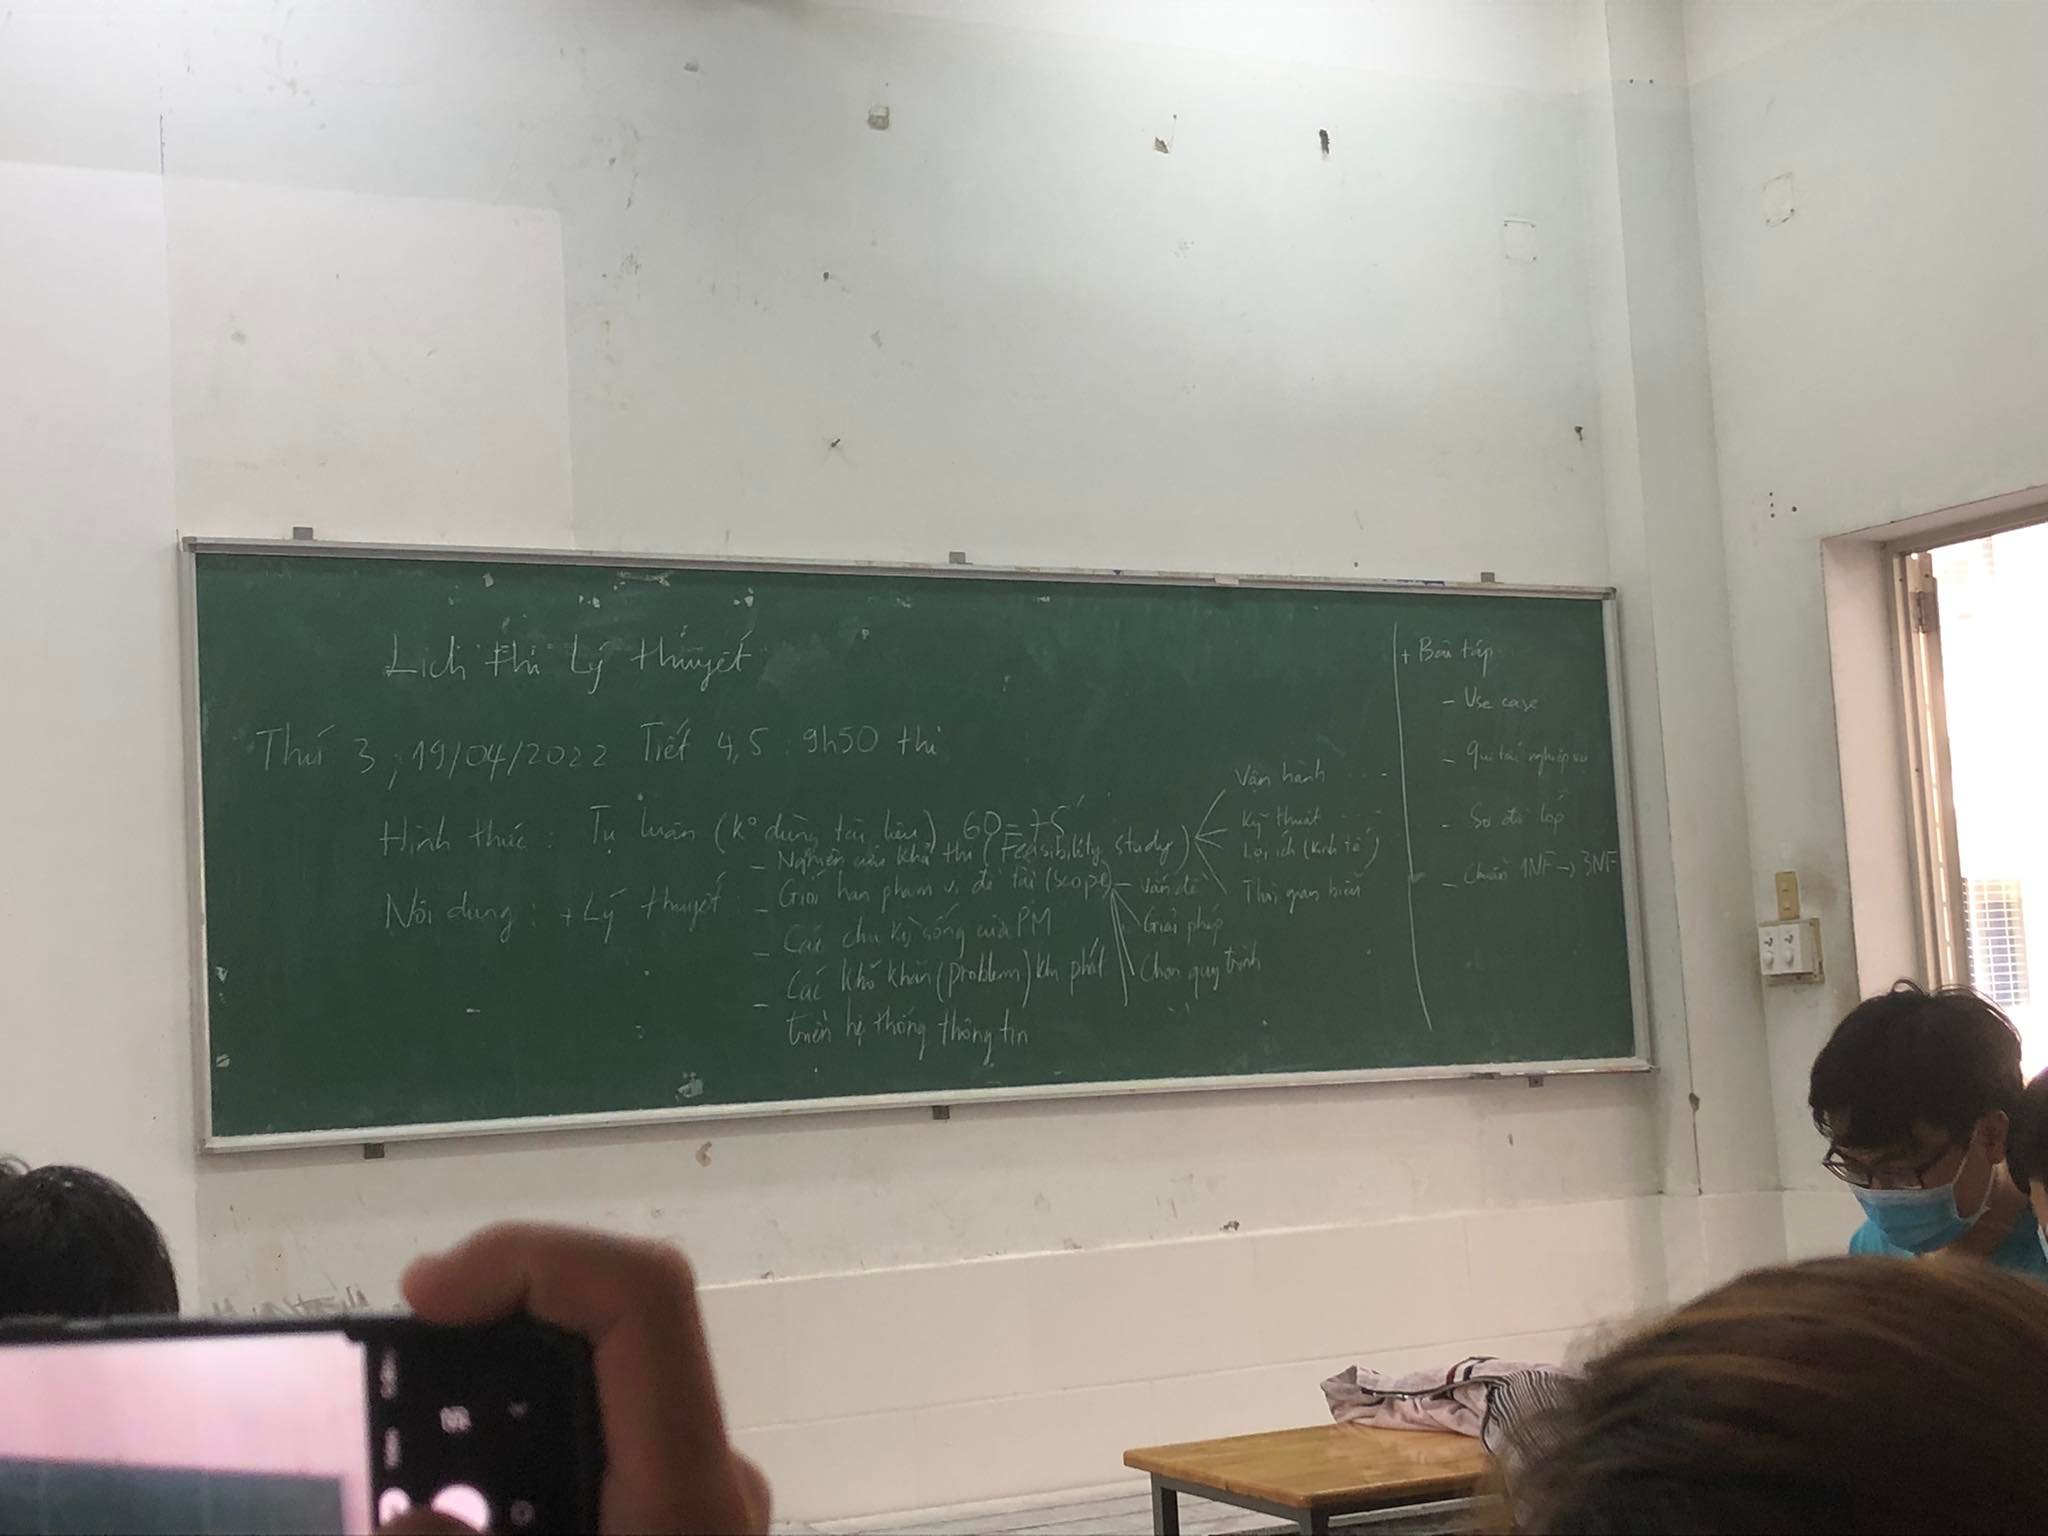 Lịch thi Lý thuyết
Thứ 3, 19/04/2022 Tiết 4,5 : 9h50 thi
Hình thức : Tự luận (k° dùng tài liệu), 60 = 75'
Nội dung : + Lý thuyết :
- Nghiên cứu khả thi (Feasibility study)
Vận hành ...
Kỹ thuật ...
Lợi ích (Kinh tế)
Thời gian biểu
- Giới hạn phạm vi đề tài (Scope)
- Vấn đề
Giải pháp
Chọn quy trình
...
- Các chu kỳ sống của PM
- Các khó khăn (problem) khi phát
triển hệ thống thông tin
+ Bài tập
- Use case
- Qui tắc nghiệp vụ
- Sơ đồ lớp
- Chuẩn 1NF → 3NF